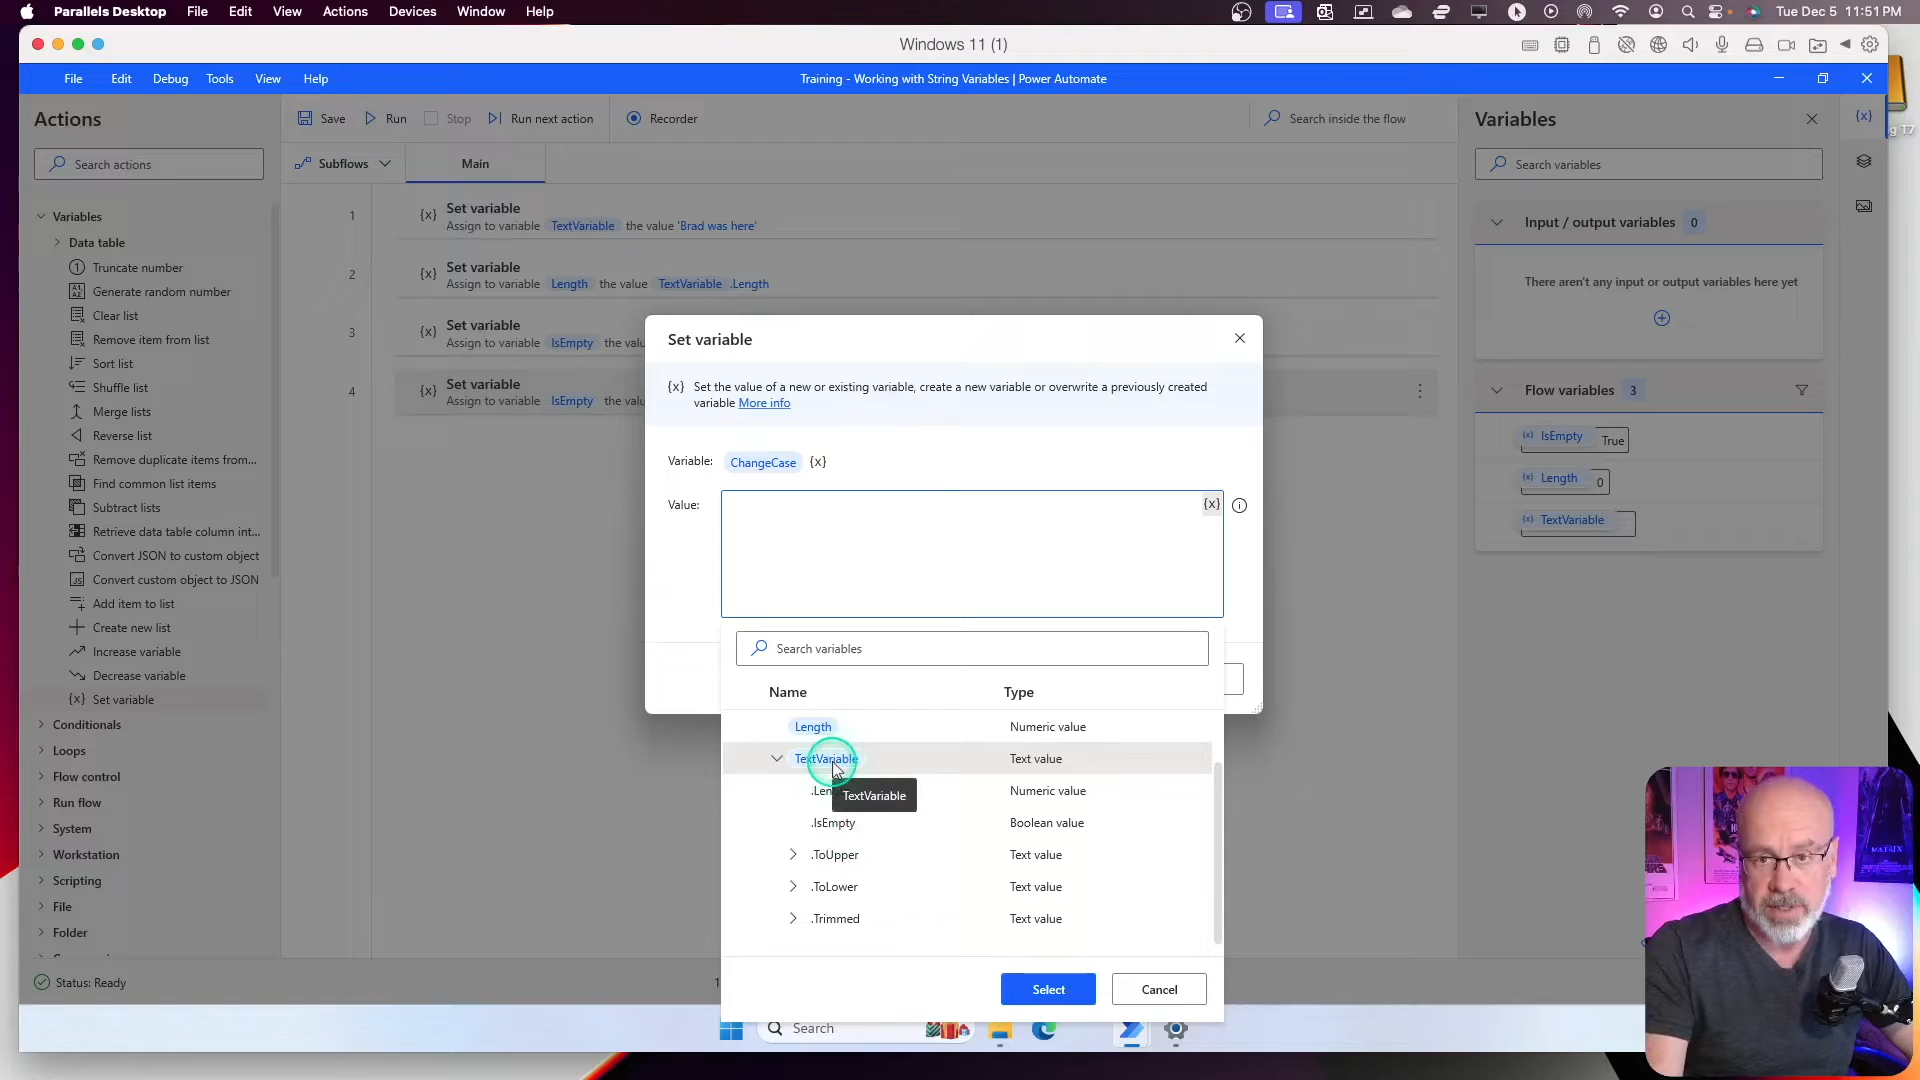 Parallels Desktop File Edit View Actions Devices Window Help Tue Dec 5 11:51 PM
Windows 11 (1)
File Edit Debug Tools View Help Training - Working with String Variables | Power Automate
Actions
Search actions
Variables
Data table
Truncate number
Generate random number
Clear list
Remove item from list
Sort list
Shuffle list
Merge lists
Reverse list
Remove duplicate items from...
Find common list items
Subtract lists
Retrieve data table column int...
Convert JSON to custom object
Convert custom object to JSON
Add item to list
Create new list
Increase variable
Decrease variable
{x} Set variable
Conditionals
Loops
Flow control
Run flow
System
Workstation
Scripting
File
Folder
Status: Ready
Save Run Stop Run next action Recorder Search inside the flow
Subflows Main
1 {x} Set variable
Assign to variable TextVariable the value 'Brad was here'
2 {x} Set variable
Assign to variable Length the value TextVariable .Length
3 {x} Set variable
Assign to variable IsEmpty the valu
4 {x} Set variable
Assign to variable IsEmpty the valu
Set variable
{x} Set the value of a new or existing variable, create a new variable or overwrite a previously created
variable More info
Variable: ChangeCase {x}
Value: {x}
Search variables
Name Type
Length Numeric value
TextVariable Text value
TextVariable
.Len Numeric value
.IsEmpty Boolean value
.ToUpper Text value
.ToLower Text value
.Trimmed Text value
Select Cancel
Variables
{x}
Search variables
Input / output variables 0
There aren't any input or output variables here yet
Flow variables 3
{x} IsEmpty True
{x} Length 0
{x} TextVariable
g T7
Search
MATRIX